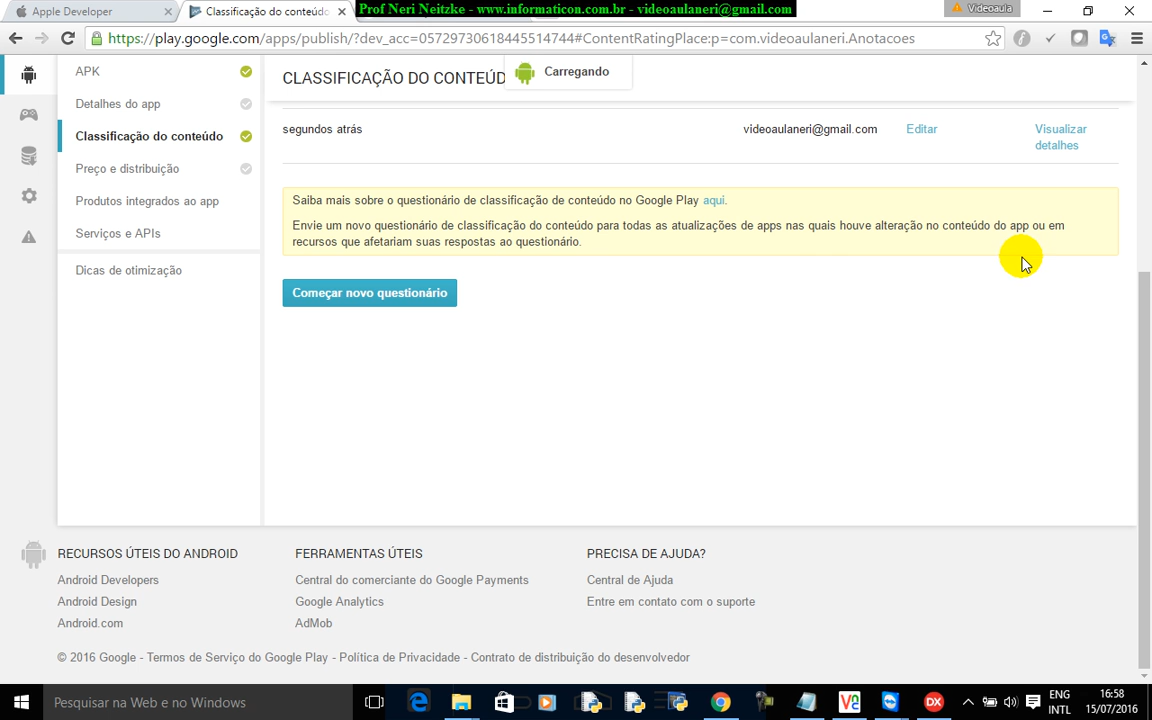 Apple Developer
Classificação do conteúdo
Prof Neri Neitzke - www.informaticon.com.br - videoaulaneri@gmail.com
Videoaula
https://play.google.com/apps/publish/?dev_acc=05729730618445514744#ContentRatingPlace:p=com.videoaulaneri.Anotacoes
APK
Detalhes do app
Classificação do conteúdo
Preço e distribuição
Produtos integrados ao app
Serviços e APIs
Dicas de otimização
CLASSIFICAÇÃO DO CONTEÚD
Carregando
segundos atrás
videoaulaneri@gmail.com
Editar
Visualizar
detalhes
Saiba mais sobre o questionário de classificação de conteúdo no Google Play aqui.
Envie um novo questionário de classificação do conteúdo para todas as atualizações de apps nas quais houve alteração no conteúdo do app ou em
recursos que afetariam suas respostas ao questionário.
Começar novo questionário
RECURSOS ÚTEIS DO ANDROID
Android Developers
Android Design
Android.com
FERRAMENTAS ÚTEIS
Central do comerciante do Google Payments
Google Analytics
AdMob
PRECISA DE AJUDA?
Central de Ajuda
Entre em contato com o suporte
© 2016 Google - Termos de Serviço do Google Play - Política de Privacidade - Contrato de distribuição do desenvolvedor
Pesquisar na Web e no Windows
DX
ENG
INTL
16:58
15/07/2016